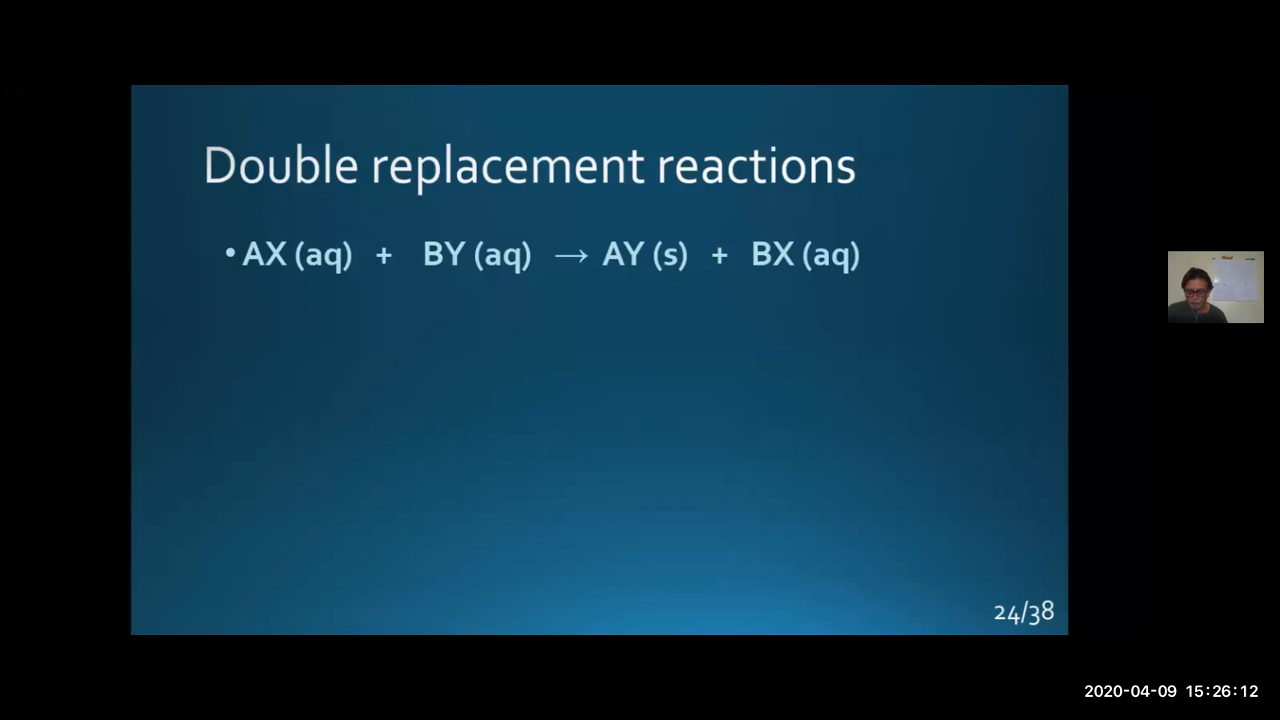 Double replacement reactions
• AX (aq) + BY (aq) → AY (s) + BX (aq)
24/38
2020-04-09 15:26:12